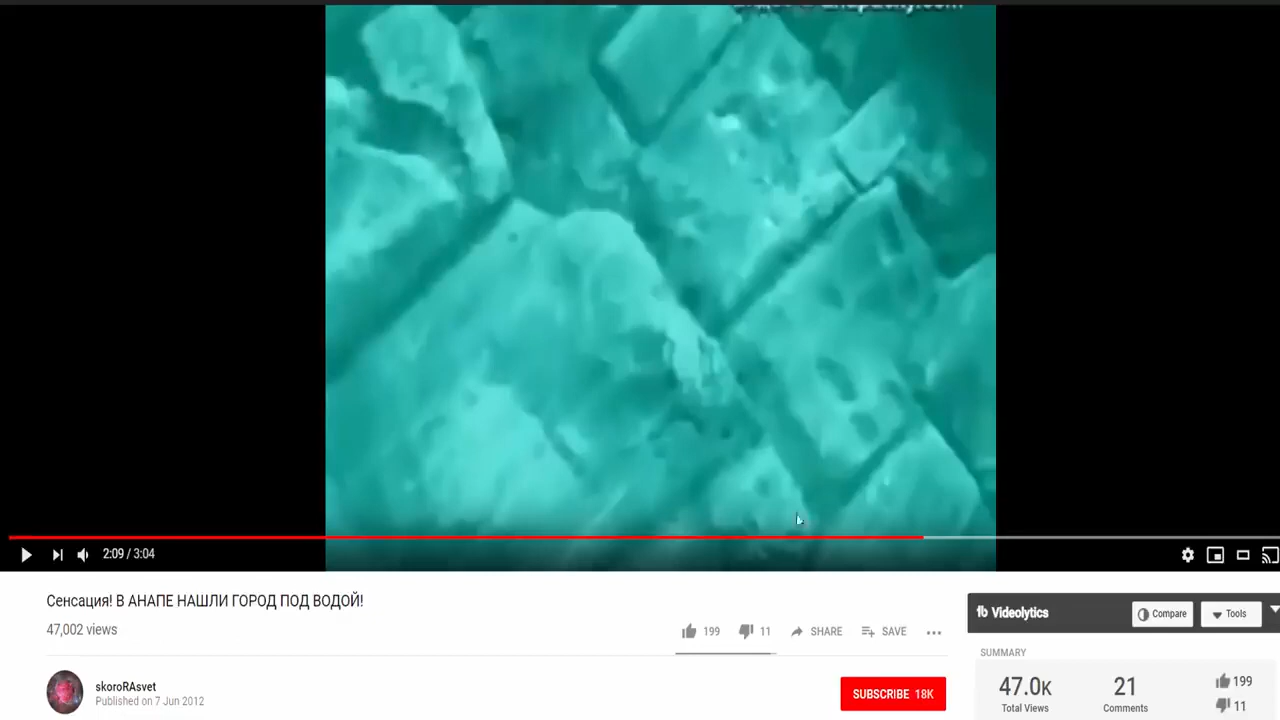 2:09 / 3:04
Сенсация! В АНАПЕ НАШЛИ ГОРОД ПОД ВОДОЙ!
47,002 views
199 11 SHARE SAVE
skoroRAsvet
Published on 7 Jun 2012
SUBSCRIBE 18K
tb Videolytics Compare Tools
SUMMARY
47.0K 21 199
Total Views Comments 11